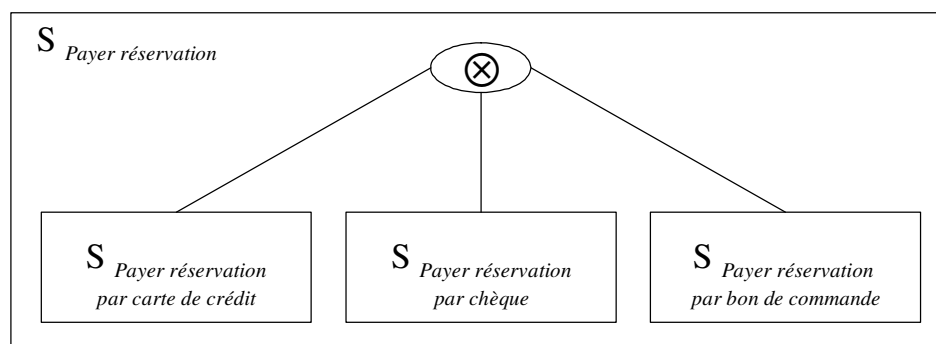 S Payer réservation
⊗
S Payer réservation
par carte de crédit
S Payer réservation
par chèque
S Payer réservation
par bon de commande